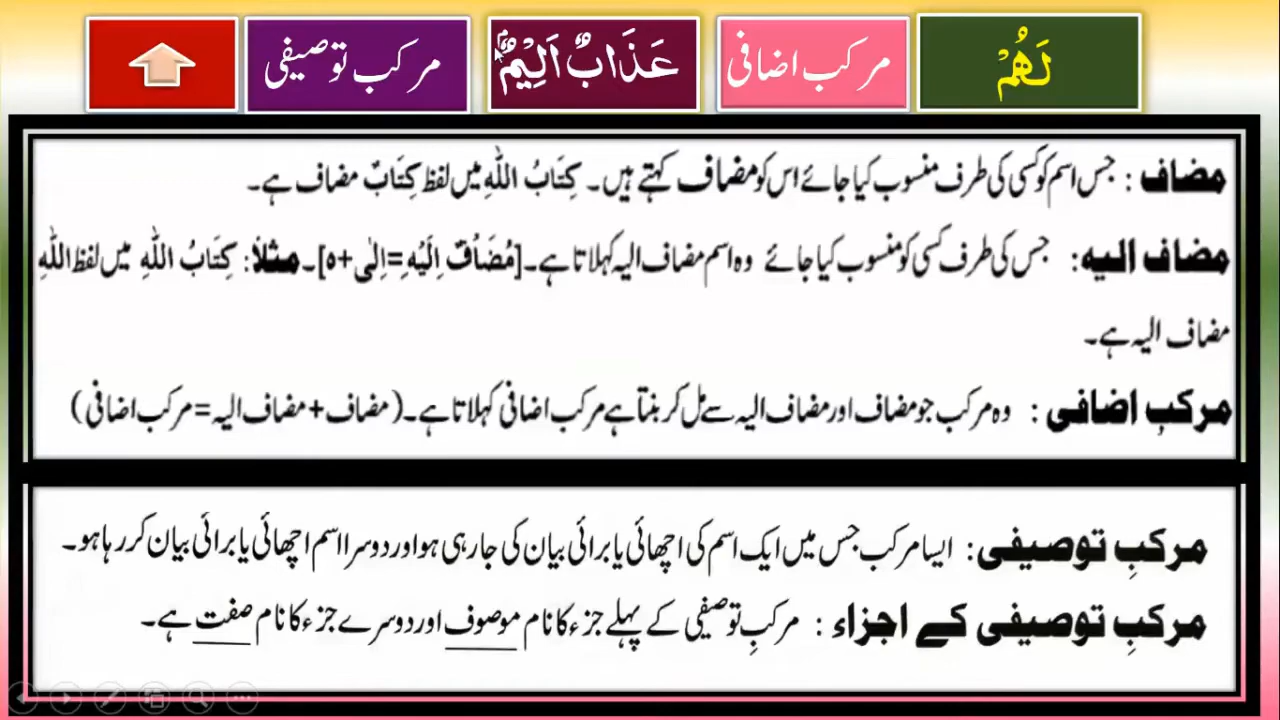 لَهُمْ
مرکب اضافی
عَذَابٌ اَلِیْمٌ
مرکب توصیفی
مضاف : جس اسم کو کسی کی طرف منسوب کیا جائے اس کو مضاف کہتے ہیں۔ کِتَابُ اللّٰہِ میں لفظ کِتَابٌ مضاف ہے۔
مضاف الیه: جس کی طرف کسی کو منسوب کیا جائے وہ اسم مضاف الیہ کہلاتا ہے۔[مُضَافٌ اِلَیْہِ=اِلٰی+ہ]۔مثلاً: کِتَابُ اللّٰہِ میں لفظ اللّٰہِ
مضاف الیہ ہے۔
مرکبِ اضافی : وہ مرکب جو مضاف اور مضاف الیہ سے مل کر بنتا ہے مرکب اضافی کہلاتا ہے۔(مضاف+مضاف الیہ=مرکب اضافی)
مرکبِ توصیفی: ایسا مرکب جس میں ایک اسم کی اچھائی یا برائی بیان کی جا رہی ہو اور دوسرا اسم اچھائی یا برائی بیان کر رہا ہو۔
مرکبِ توصیفی کے اجزاء : مرکبِ توصیفی کے پہلے جزء کا نام موصوف اور دوسرے جزء کا نام صفت ہے۔